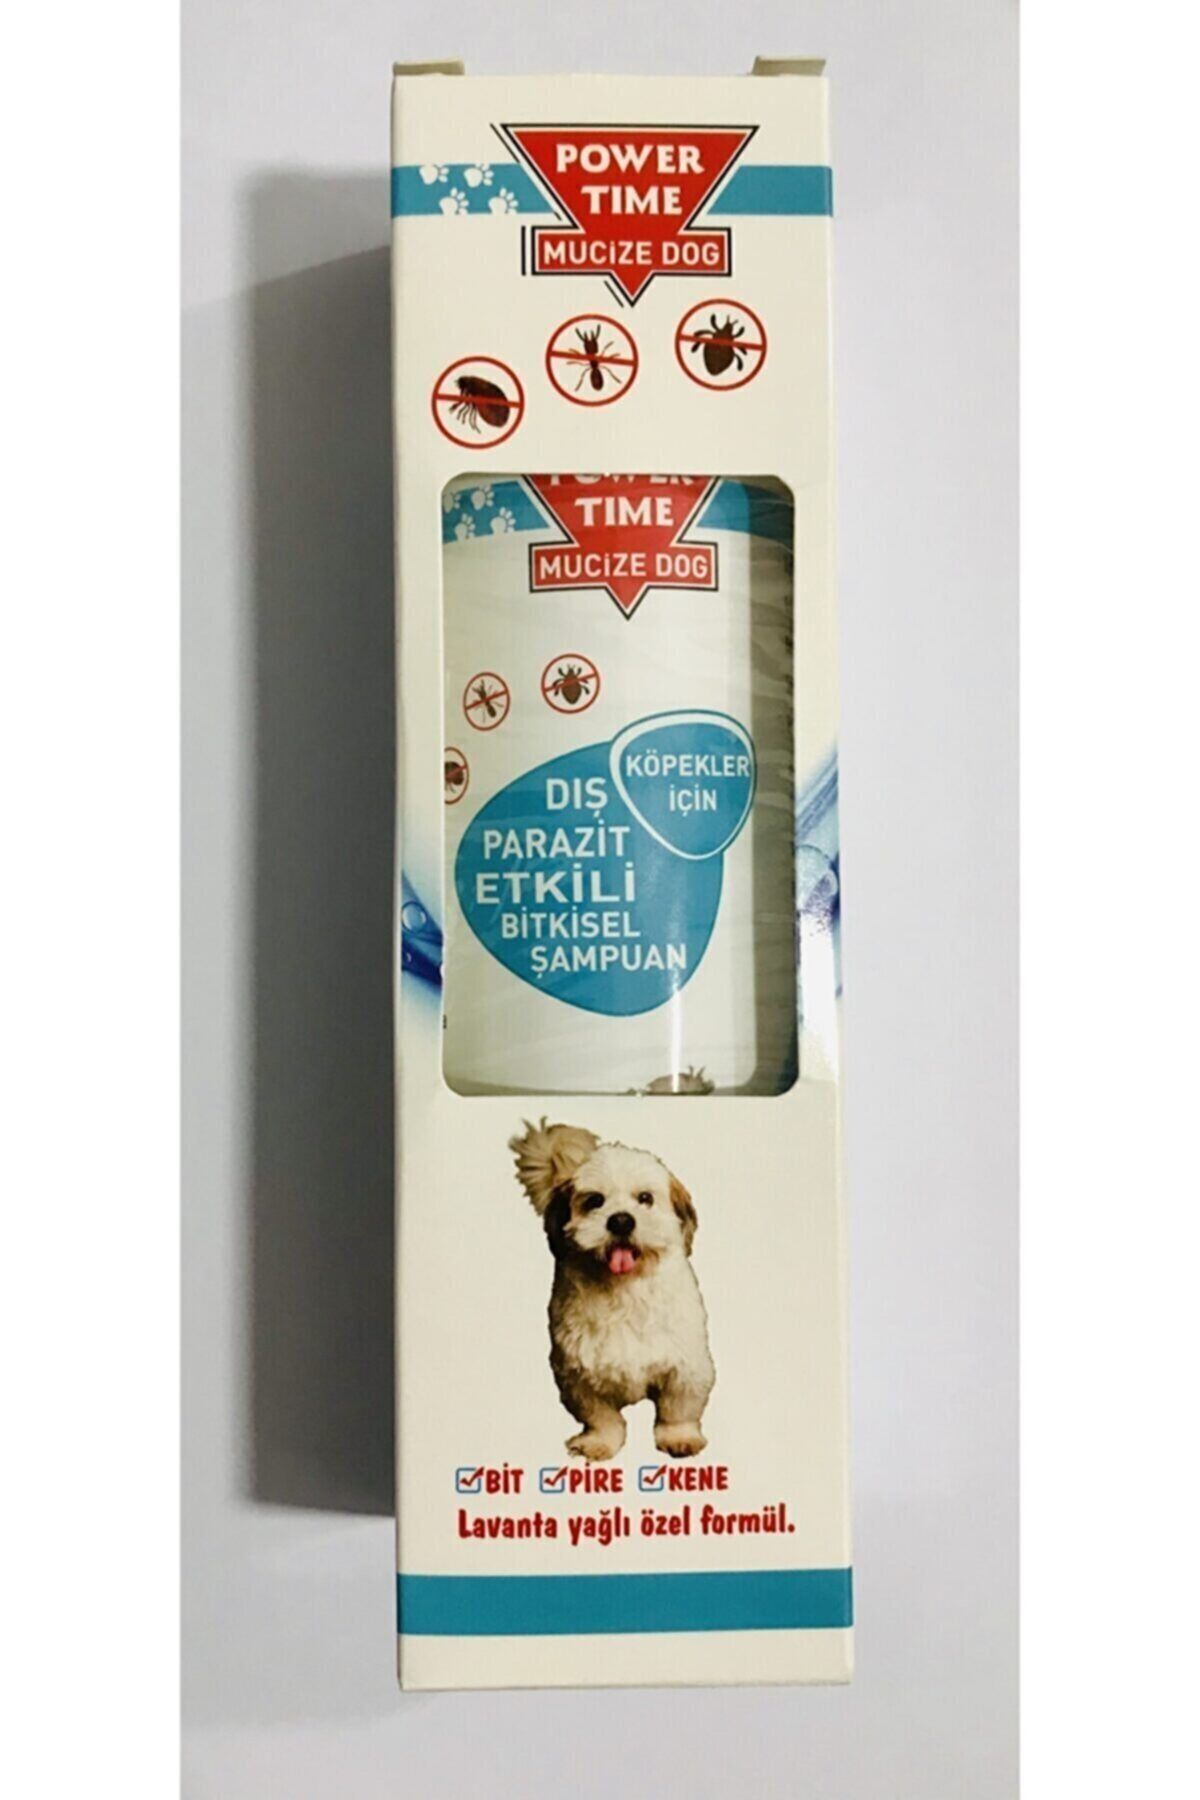 POWER
TIME
MUCiZE DOG
TIME
MUCiZE DOG
KÖPEKLER
İÇİN
DIŞ
PARAZİT
ETKİLİ
BİTKİSEL
ŞAMPUAN
BİT PİRE KENE
Lavanta yağlı özel formül.